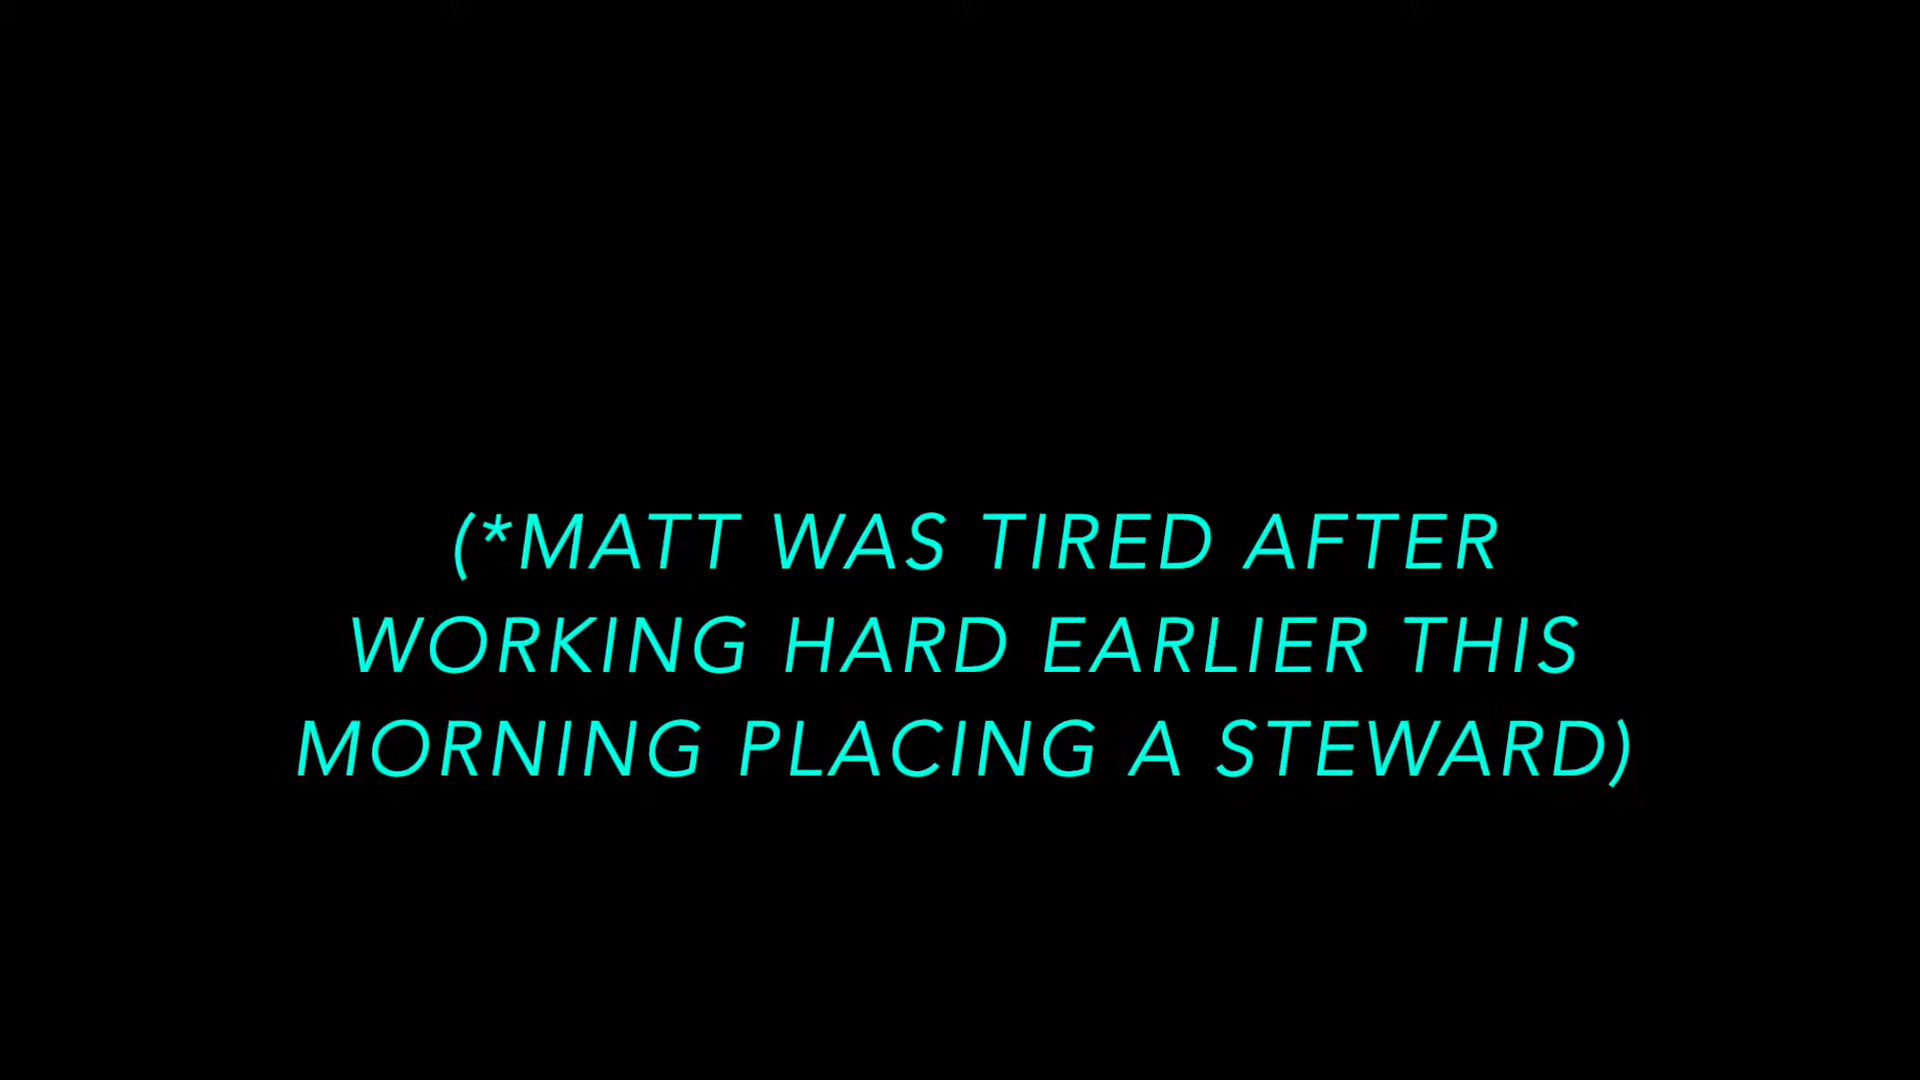 (*MATT WAS TIRED AFTER
WORKING HARD EARLIER THIS
MORNING PLACING A STEWARD)